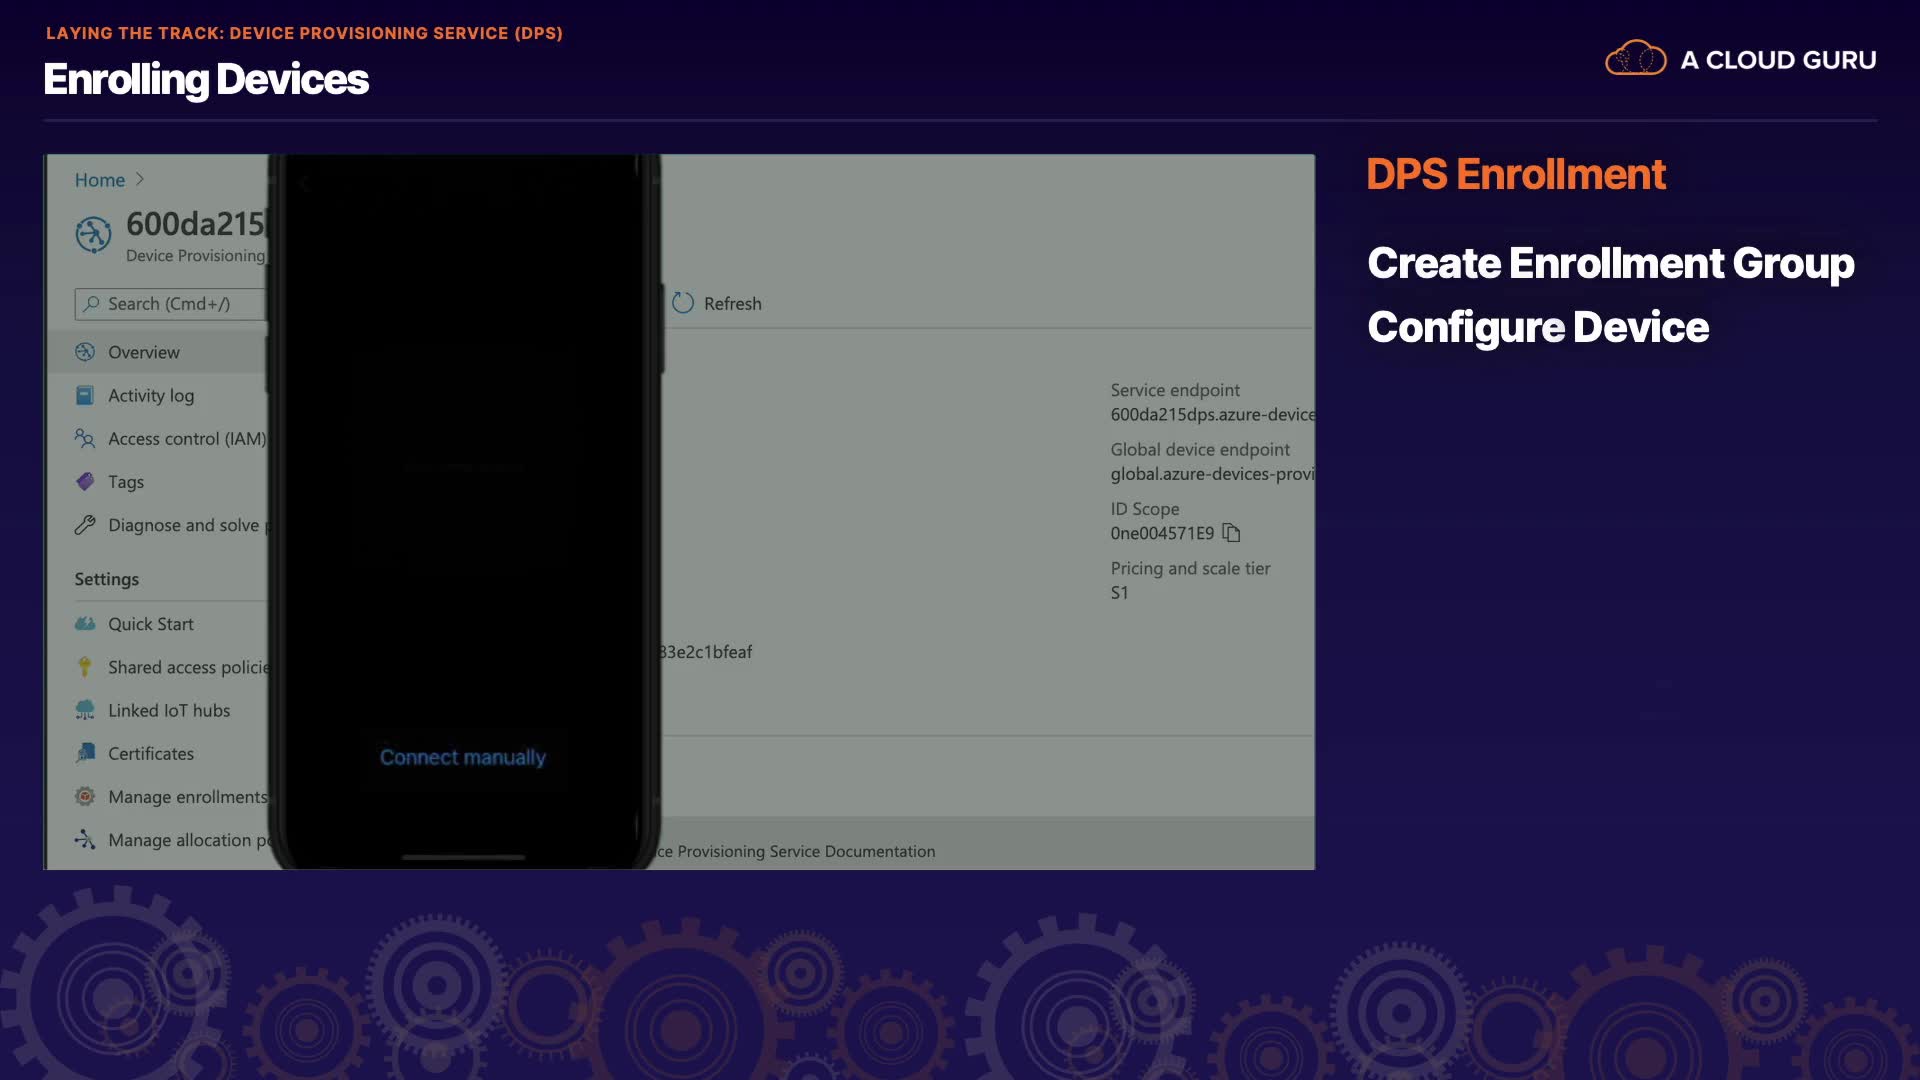 LAYING THE TRACK: DEVICE PROVISIONING SERVICE (DPS)
Enrolling Devices
A CLOUD GURU
Home
600da215
Device Provisioning
Search (Cmd+/)
Refresh
Overview
Activity log
Access control (IAM)
Tags
Diagnose and solve p
Settings
Quick Start
Shared access policie
Linked IoT hubs
Certificates
Manage enrollments
Manage allocation po
Connect manually
Service endpoint
600da215dps.azure-device
Global device endpoint
global.azure-devices-provi
ID Scope
0ne004571E9
Pricing and scale tier
S1
83e2c1bfeaf
ce Provisioning Service Documentation
DPS Enrollment
Create Enrollment Group
Configure Device